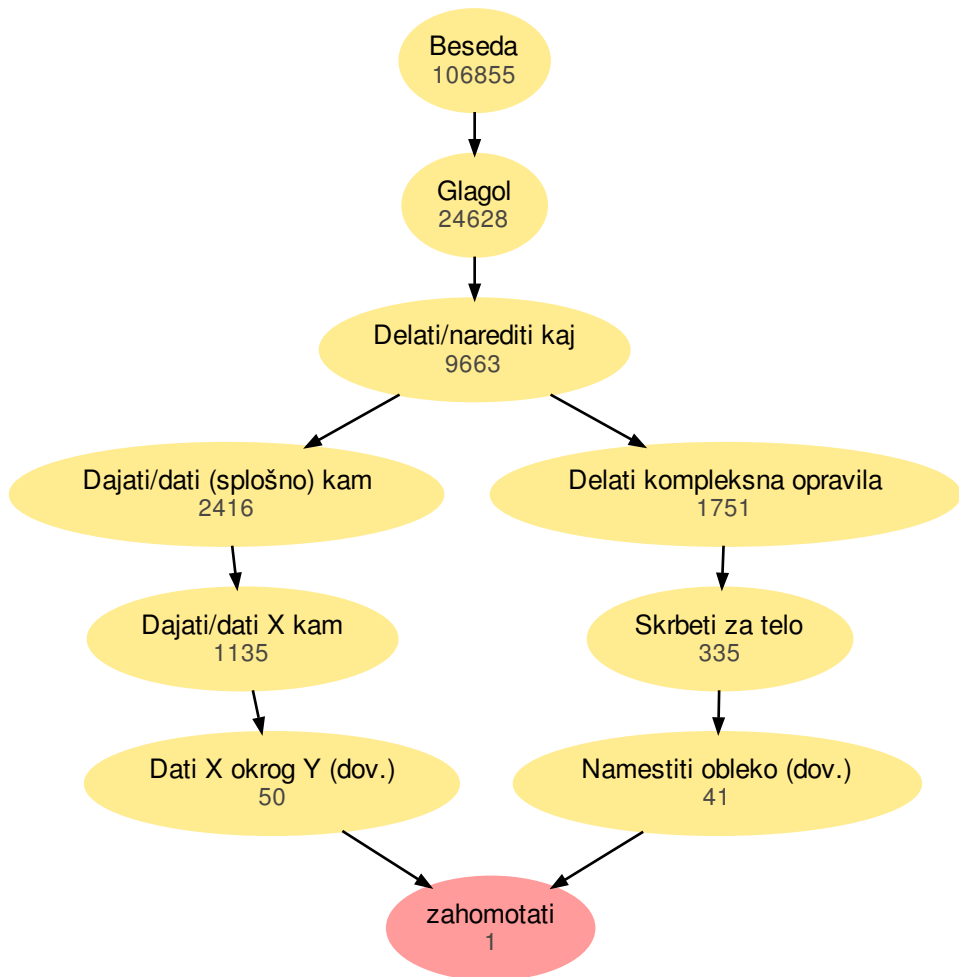 Beseda
106855
Glagol
24628
Delati/narediti kaj
9663
Dajati/dati (splošno) kam
2416
Delati kompleksna opravila
1751
Dajati/dati X kam
1135
Skrbeti za telo
335
Dati X okrog Y (dov.)
50
Namestiti obleko (dov.)
41
zahomotati
1